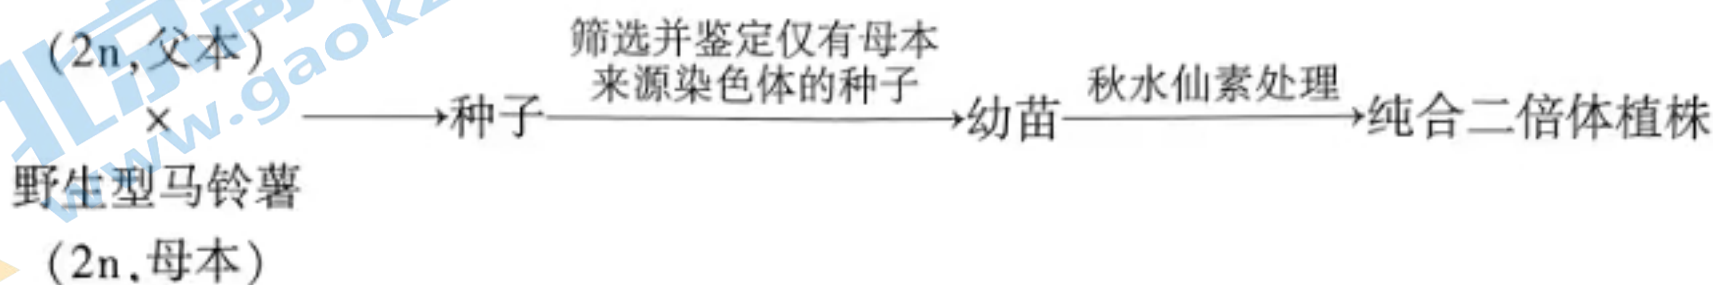 (2n,父本)
×
野生型马铃薯
(2n,母本)
种子
筛选并鉴定仅有母本
来源染色体的种子
幼苗
秋水仙素处理
纯合二倍体植株
www.gaokz